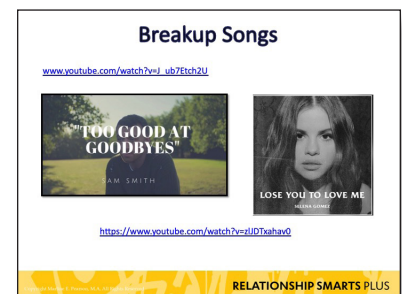 Breakup Songs
www.youtube.com/watch?v=J_ub7Etch2U
"TOO GOOD AT
GOODBYES"
SAM SMITH
LOSE YOU TO LOVE ME
SELENA GOMEZ
https://www.youtube.com/watch?v=zlJDTxahav0
RELATIONSHIP SMARTS PLUS